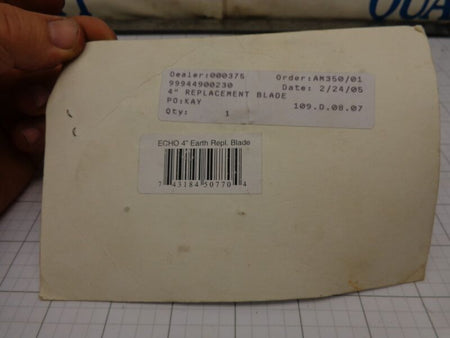 QUA
Dealer:000375 Order:AM350/01
99944900230 Date: 2/24/05
4" REPLACEMENT BLADE
PO:KAY 109.D.08.07
Qty: 1
ECHO 4" Earth Repl. Blade
7 43184 50770 4